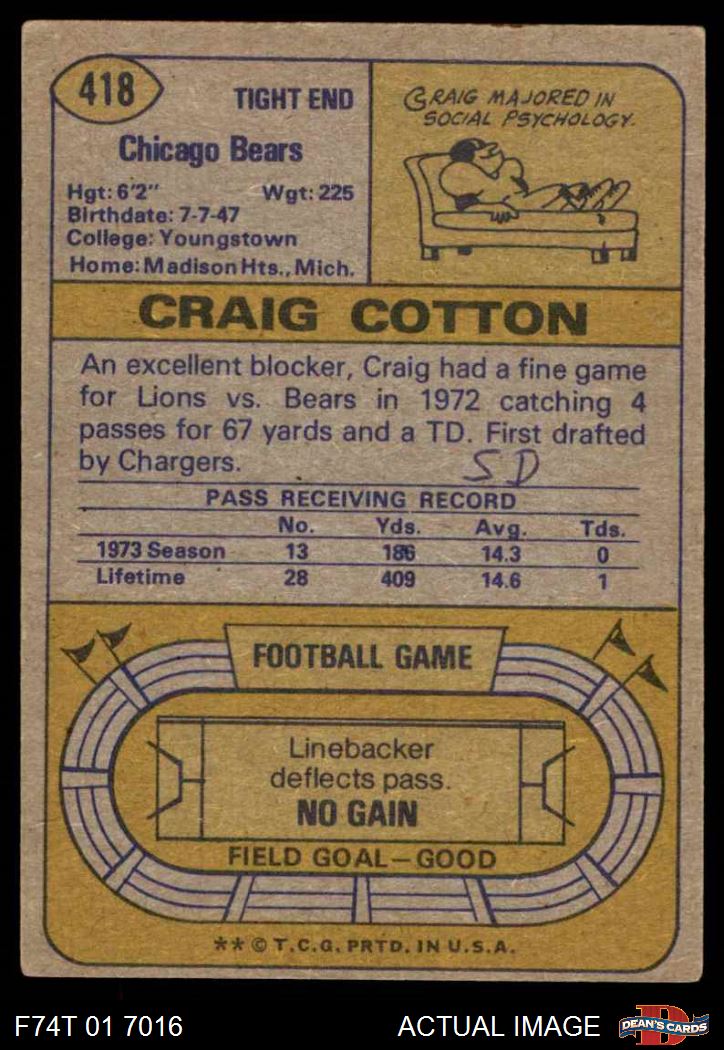 418
TIGHT END
Chicago Bears
Hgt: 6'2" Wgt: 225
Birthdate: 7-7-47
College: Youngstown
Home: Madison Hts., Mich.
CRAIG MAJORED IN
SOCIAL PSYCHOLOGY.
CRAIG COTTON
An excellent blocker, Craig had a fine game
for Lions vs. Bears in 1972 catching 4
passes for 67 yards and a TD. First drafted
by Chargers.
SD
PASS RECEIVING RECORD
No. Yds. Avg. Tds.
1973 Season 13 186 14.3 0
Lifetime 28 409 14.6 1
FOOTBALL GAME
Linebacker
deflects pass.
NO GAIN
FIELD GOAL—GOOD
** © T.C.G. PRTD. IN U.S.A.
F74T 01 7016 ACTUAL IMAGE
D
DEAN'S CARDS